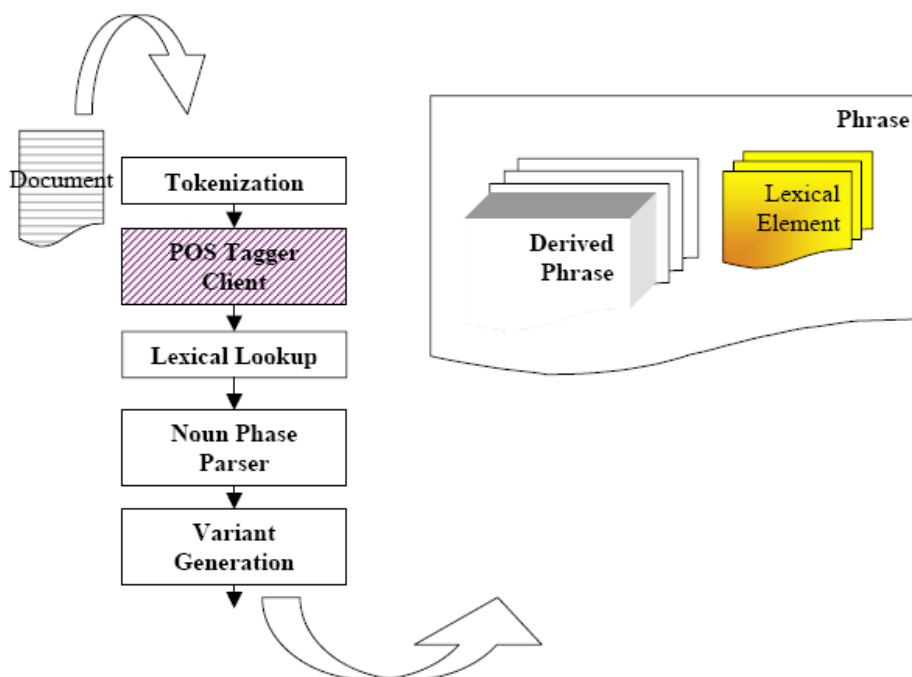 Document
Tokenization
POS Tagger
Client
Lexical Lookup
Noun Phase
Parser
Variant
Generation
Phrase
Derived
Phrase
Lexical
Element